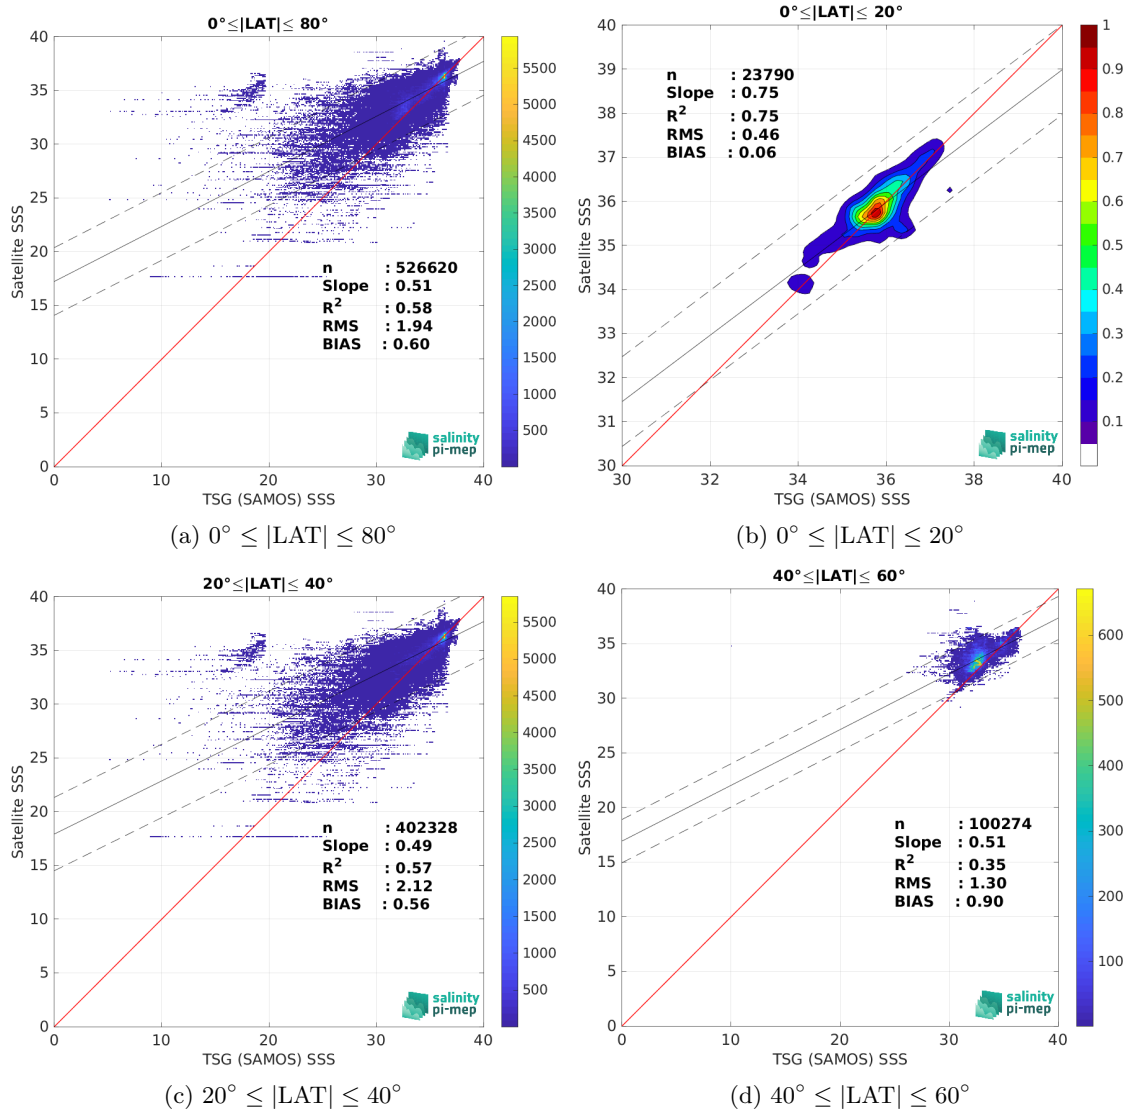 0°≤|LAT|≤ 80°
40
35
30
25
20
15
10
5
0
Satellite SSS
n : 526620
Slope : 0.51
R² : 0.58
RMS : 1.94
BIAS : 0.60
salinity
pi-mep
0 10 20 30 40
TSG (SAMOS) SSS
5500
5000
4500
4000
3500
3000
2500
2000
1500
1000
500
(a) 0° ≤ |LAT| ≤ 80°
0°≤|LAT|≤ 20°
40
39
38
37
36
35
34
33
32
31
30
Satellite SSS
n : 23790
Slope : 0.75
R² : 0.75
RMS : 0.46
BIAS : 0.06
salinity
pi-mep
30 32 34 36 38 40
TSG (SAMOS) SSS
1
0.9
0.8
0.7
0.6
0.5
0.4
0.3
0.2
0.1
(b) 0° ≤ |LAT| ≤ 20°
20°≤|LAT|≤ 40°
40
35
30
25
20
15
10
5
0
Satellite SSS
n : 402328
Slope : 0.49
R² : 0.57
RMS : 2.12
BIAS : 0.56
salinity
pi-mep
0 10 20 30 40
TSG (SAMOS) SSS
5500
5000
4500
4000
3500
3000
2500
2000
1500
1000
500
(c) 20° ≤ |LAT| ≤ 40°
40°≤|LAT|≤ 60°
40
35
30
25
20
15
10
5
0
Satellite SSS
n : 100274
Slope : 0.51
R² : 0.35
RMS : 1.30
BIAS : 0.90
salinity
pi-mep
0 10 20 30 40
TSG (SAMOS) SSS
600
500
400
300
200
100
(d) 40° ≤ |LAT| ≤ 60°